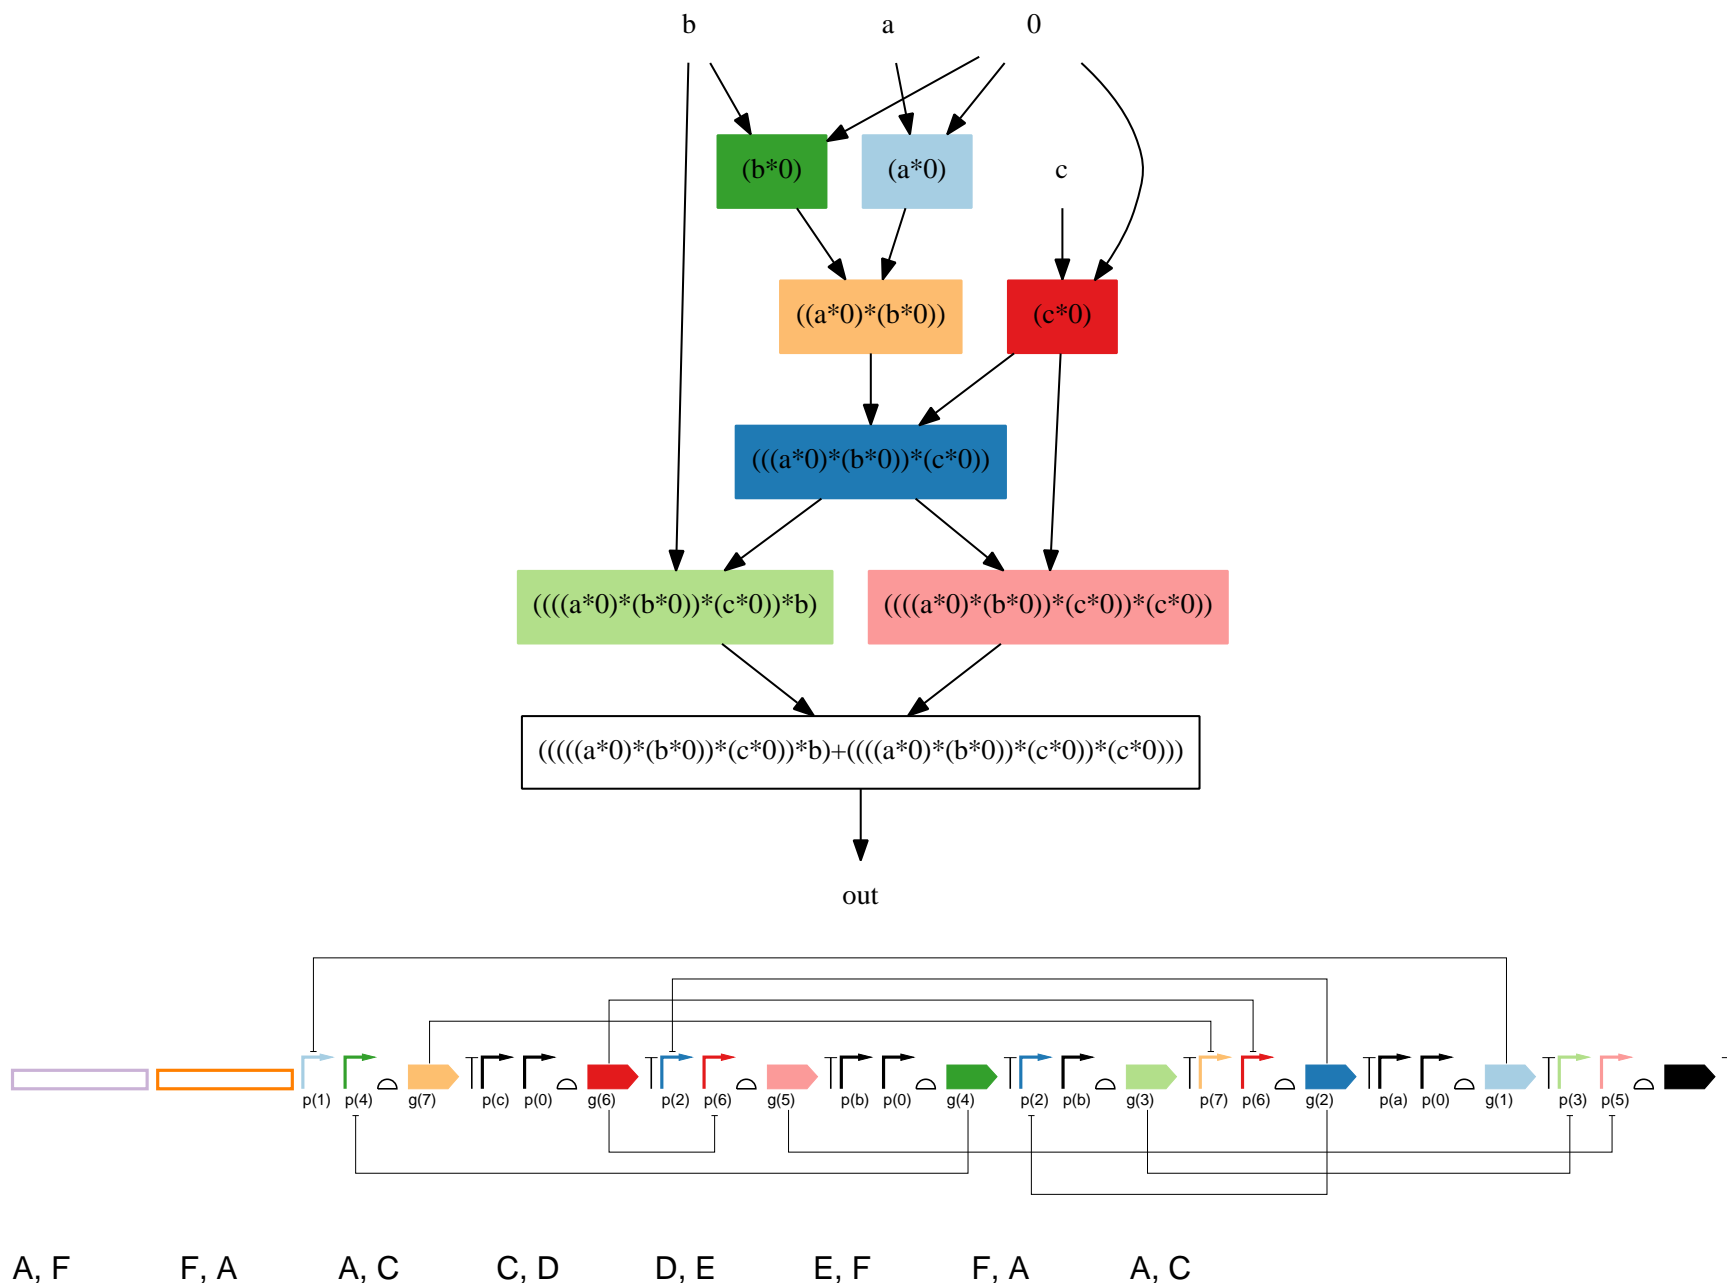 b a 0
(b*0) (a*0) c
((a*0)*(b*0)) (c*0)
(((a*0)*(b*0))*(c*0))
((((a*0)*(b*0))*(c*0))*b) ((((a*0)*(b*0))*(c*0))*(c*0))
(((((a*0)*(b*0))*(c*0))*b)+((((a*0)*(b*0))*(c*0))*(c*0)))
out
p(1) p(4) g(7) p(c) p(0) g(6) p(2) p(6) g(5) p(b) p(0) g(4) p(2) p(b) g(3) p(7) p(6) g(2) p(a) p(0) g(1) p(3) p(5)
A, F F, A A, C C, D D, E E, F F, A A, C